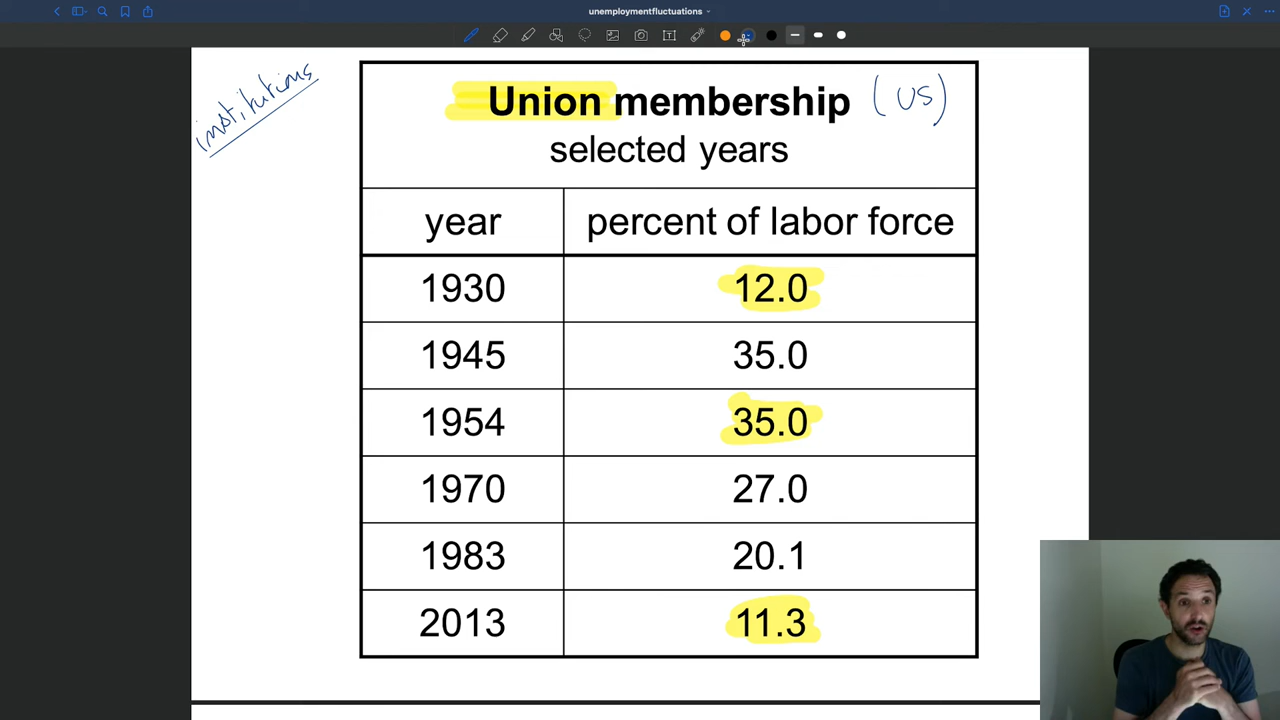 unemploymentfluctuations
institutions
Union membership (US)
selected years
year percent of labor force
1930 12.0
1945 35.0
1954 35.0
1970 27.0
1983 20.1
2013 11.3